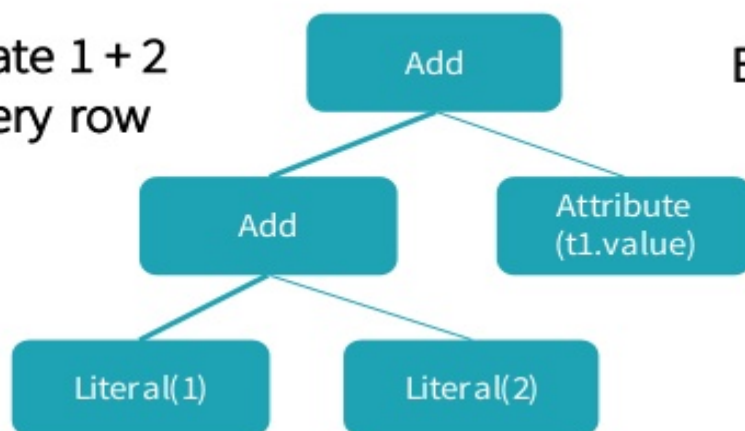 ate 1 + 2
ery row
Add
E
Add
Attribute
(t1.value)
Literal(1)
Literal(2)